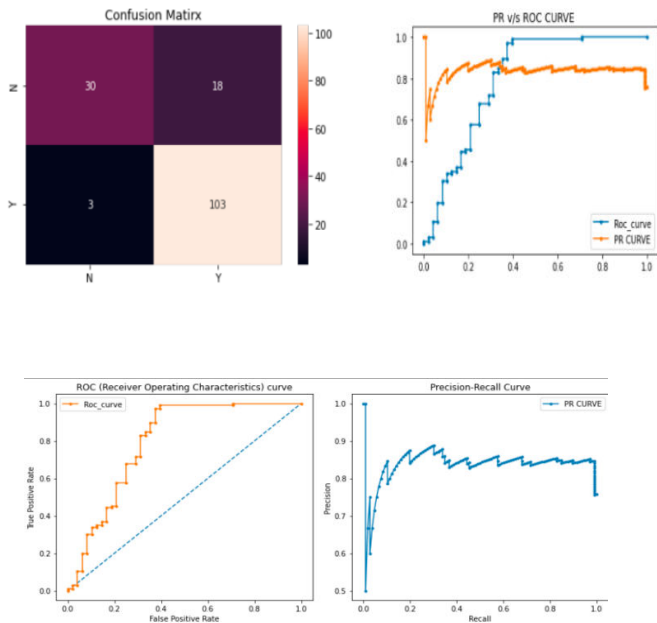 Confusion Matirx
N
30
18
Y
3
103
N
Y
100
80
60
40
20
PR v/s ROC CURVE
1.0
0.8
0.6
0.4
0.2
0.0
Roc_curve
PR CURVE
0.0 0.2 0.4 0.6 0.8 1.0
ROC (Receiver Operating Characteristics) curve
1.0
0.8
0.6
0.4
0.2
0.0
True Positive Rate
Roc_curve
0.0 0.2 0.4 0.6 0.8 1.0
False Positive Rate
Precision-Recall Curve
1.0
0.9
0.8
0.7
0.6
0.5
Precision
PR CURVE
0.0 0.2 0.4 0.6 0.8 1.0
Recall